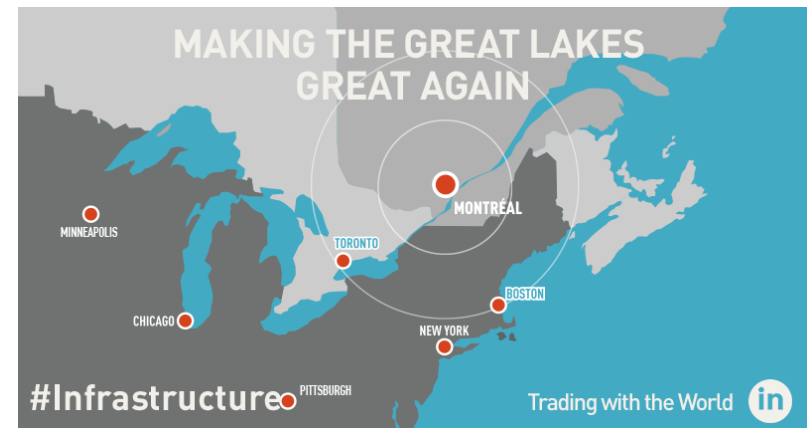 MAKING THE GREAT LAKES
GREAT AGAIN
MONTRÉAL
MINNEAPOLIS
TORONTO
BOSTON
CHICAGO
NEW YORK
#Infrastructure
PITTSBURGH
Trading with the World
in